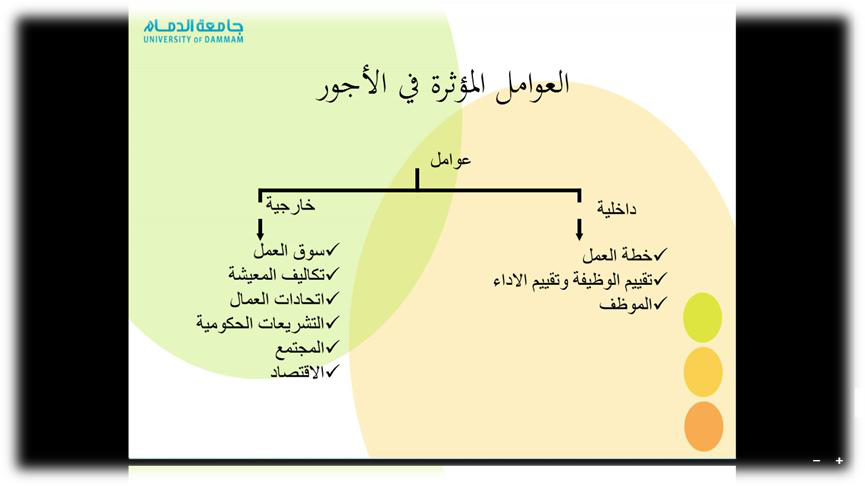 جامعة الدمام
UNIVERSITY OF DAMMAM
العوامل المؤثرة في الأجور
عوامل
داخلية
خطة العمل
تقييم الوظيفة وتقييم الاداء
الموظف
خارجية
سوق العمل
تكاليف المعيشة
اتحادات العمال
التشريعات الحكومية
المجتمع
الاقتصاد